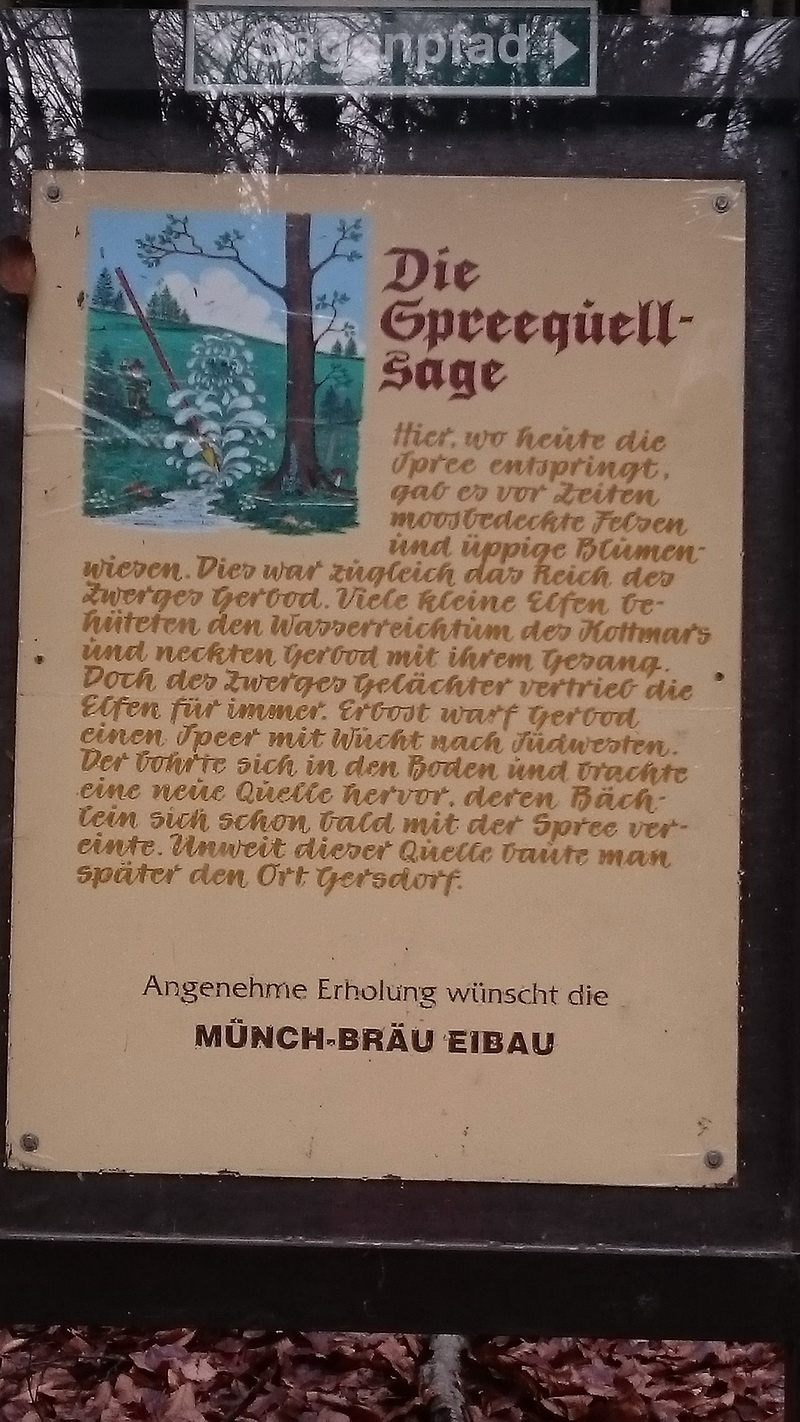 Sagenpfad
Die
Spreequell-
sage
Hier, wo heute die
Spree entspringt,
gab es vor Zeiten
moosbedeckte Felsen
und üppige Blumen-
wiesen. Dies war zugleich das Reich des
Zwerges Gerbod. Viele kleine Elfen be-
hüteten den Wasserreichtum des Kottmars
und neckten Gerbod mit ihrem Gesang.
Doch des Zwerges Gelächter vertrieb die
Elfen für immer. Erbost warf Gerbod
einen Speer mit Wucht nach Südwesten.
Der bohrte sich in den Boden und brachte
eine neue Quelle hervor, deren Bäch-
lein sich schon bald mit der Spree ver-
einte. Unweit dieser Quelle baute man
später den Ort Gersdorf.
Angenehme Erholung wünscht die
MÜNCH-BRÄU EIBAU